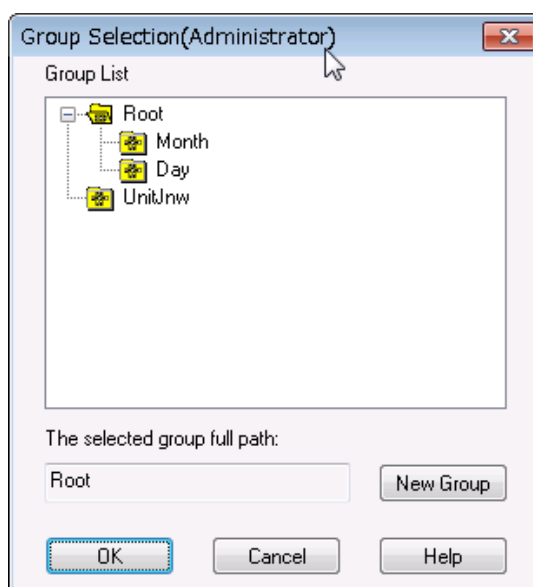 Group Selection(Administrator)
Group List
Root
Month
Day
UnitJnw
The selected group full path:
Root
New Group
OK
Cancel
Help